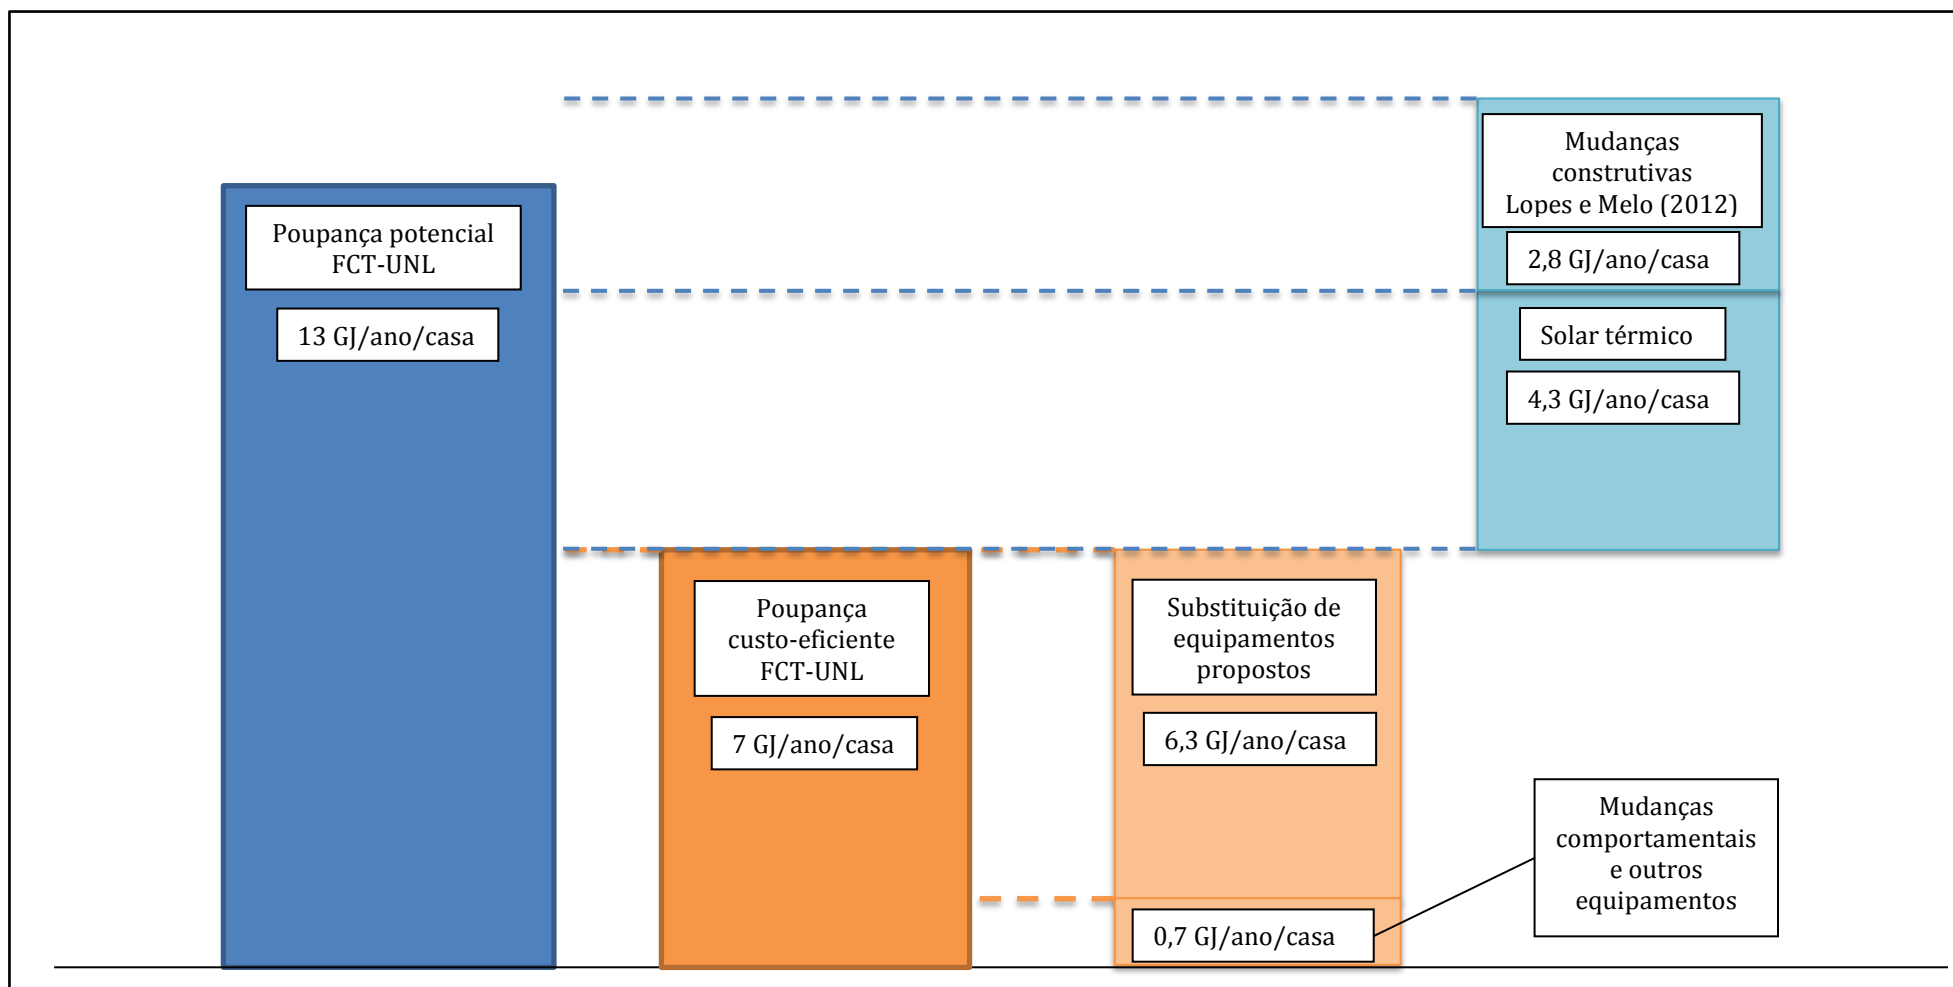 Poupança potencial
FCT-UNL
13 GJ/ano/casa
Poupança
custo-eficiente
FCT-UNL
7 GJ/ano/casa
Substituição de
equipamentos
propostos
6,3 GJ/ano/casa
0,7 GJ/ano/casa
Mudanças
construtivas
Lopes e Melo (2012)
2,8 GJ/ano/casa
Solar térmico
4,3 GJ/ano/casa
Mudanças
comportamentais
e outros
equipamentos